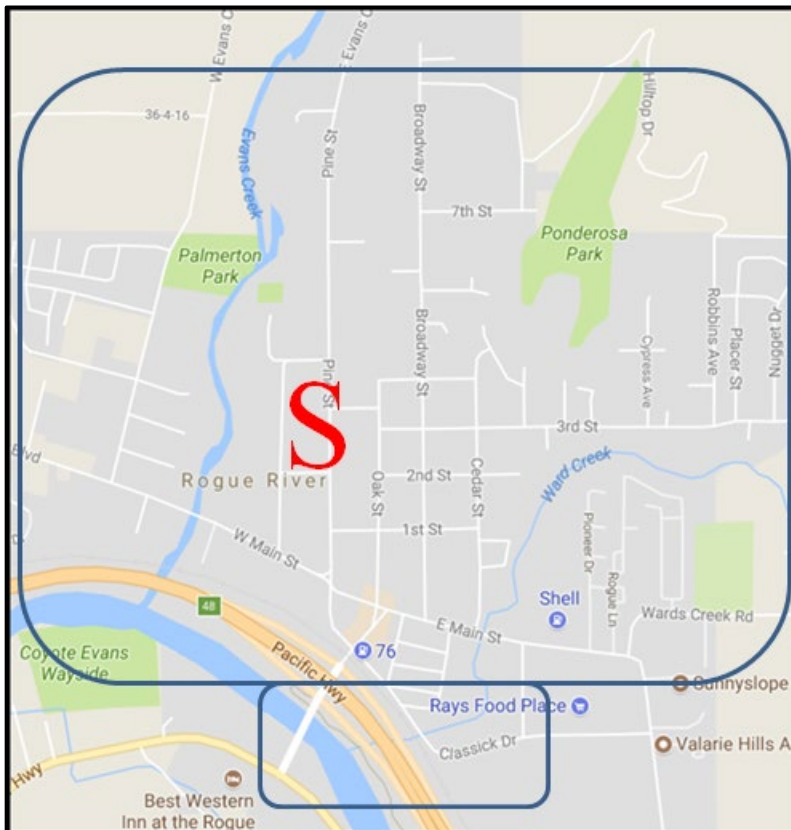 W Evans C
E Evans C
36-4-16
Evans Creek
Pine St
Broadway St
Hilltop Dr
7th St
Palmerton
Park
Ponderosa
Park
Broadway St
Robbins Ave
Placer St
Nugget Dr
Cypress Ave
Pine St
S
3rd St
Blvd
Rogue River
Oak St
2nd St
Cedar St
Ward Creek
1st St
W Main St
Pioneer Dr
Rogue Ln
48
Shell
Wards Creek Rd
E Main St
Coyote Evans
Wayside
76
Pacific Hwy
Sunnyslope
Rays Food Place
Classick Dr
Valarie Hills A
Hwy
Best Western
Inn at the Rogue